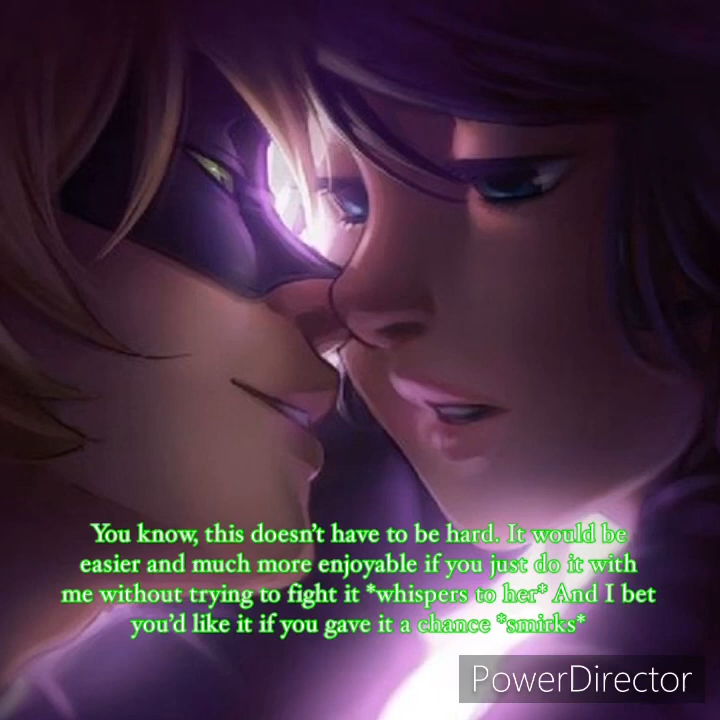 You know, this doesn't have to be hard. It would be
easier and much more enjoyable if you just do it with
me without trying to fight it *whispers to her* And I bet
you'd like it if you gave it a chance *smirks*
PowerDirector